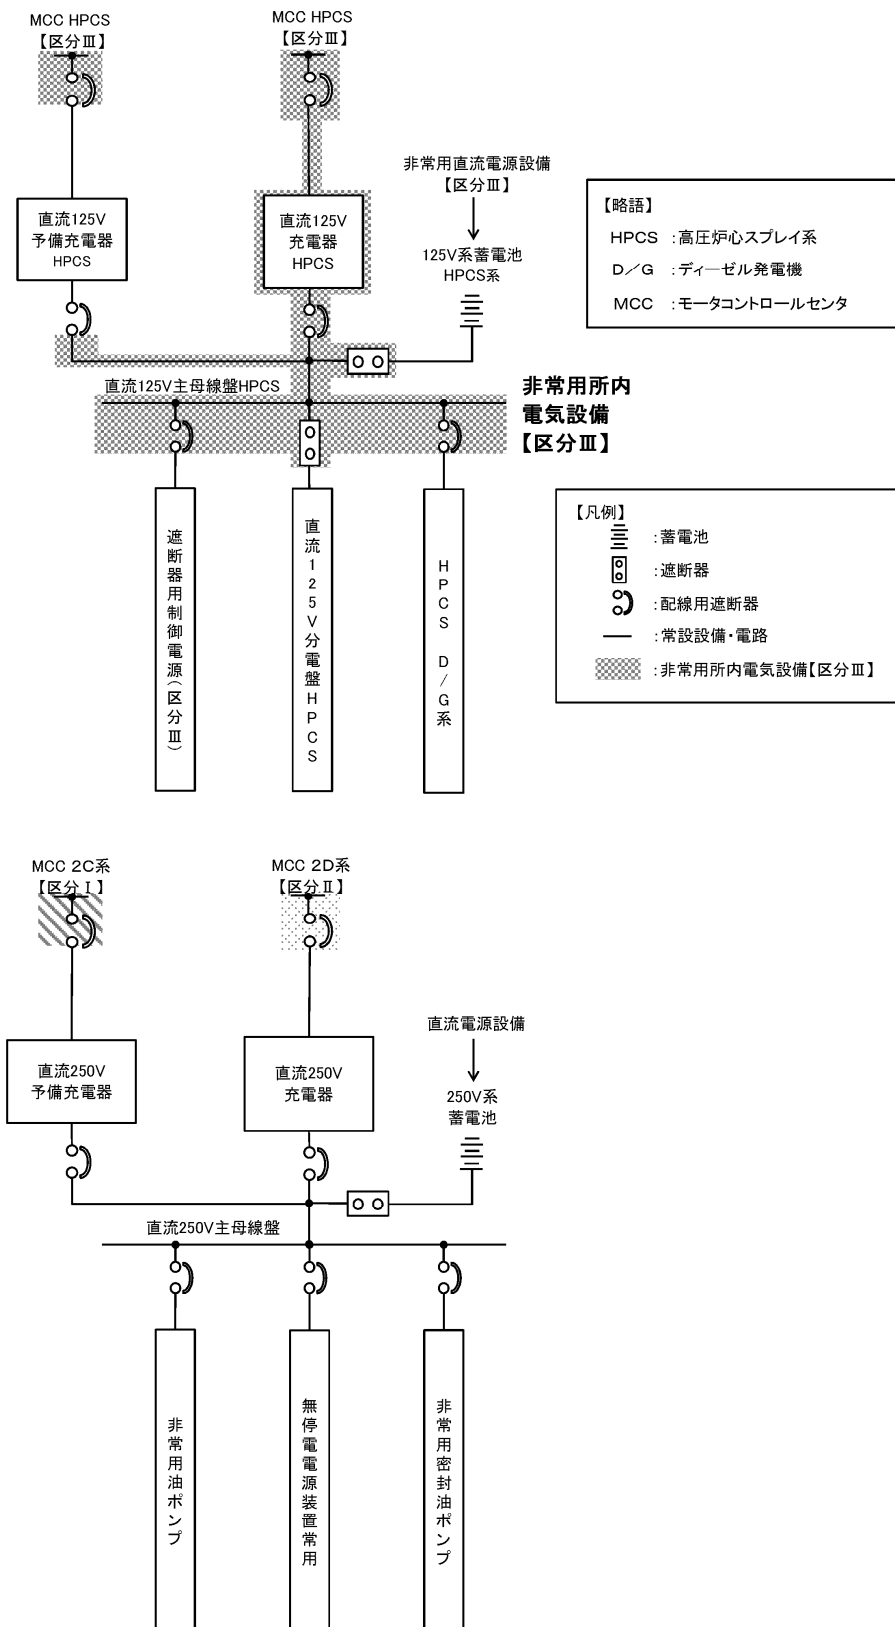 MCC HPCS
【区分Ⅲ】
MCC HPCS
【区分Ⅲ】
非常用直流電源設備
【区分Ⅲ】
直流125V
予備充電器
HPCS
直流125V
充電器
HPCS
125V系蓄電池
HPCS系
【略語】
HPCS :高圧炉心スプレイ系
D/G :ディーゼル発電機
MCC :モータコントロールセンタ
直流125V主母線盤HPCS
非常用所内
電気設備
【区分Ⅲ】
遮断器用制御電源(区分Ⅲ)
直流125V分電盤HPCS
HPCS D/G系
【凡例】
:蓄電池
:遮断器
:配線用遮断器
:常設設備・電路
:非常用所内電気設備【区分Ⅲ】
MCC 2C系
【区分Ⅰ】
MCC 2D系
【区分Ⅱ】
直流250V
予備充電器
直流250V
充電器
直流電源設備
250V系
蓄電池
直流250V主母線盤
非常用油ポンプ
無停電電源装置常用
非常用密封油ポンプ